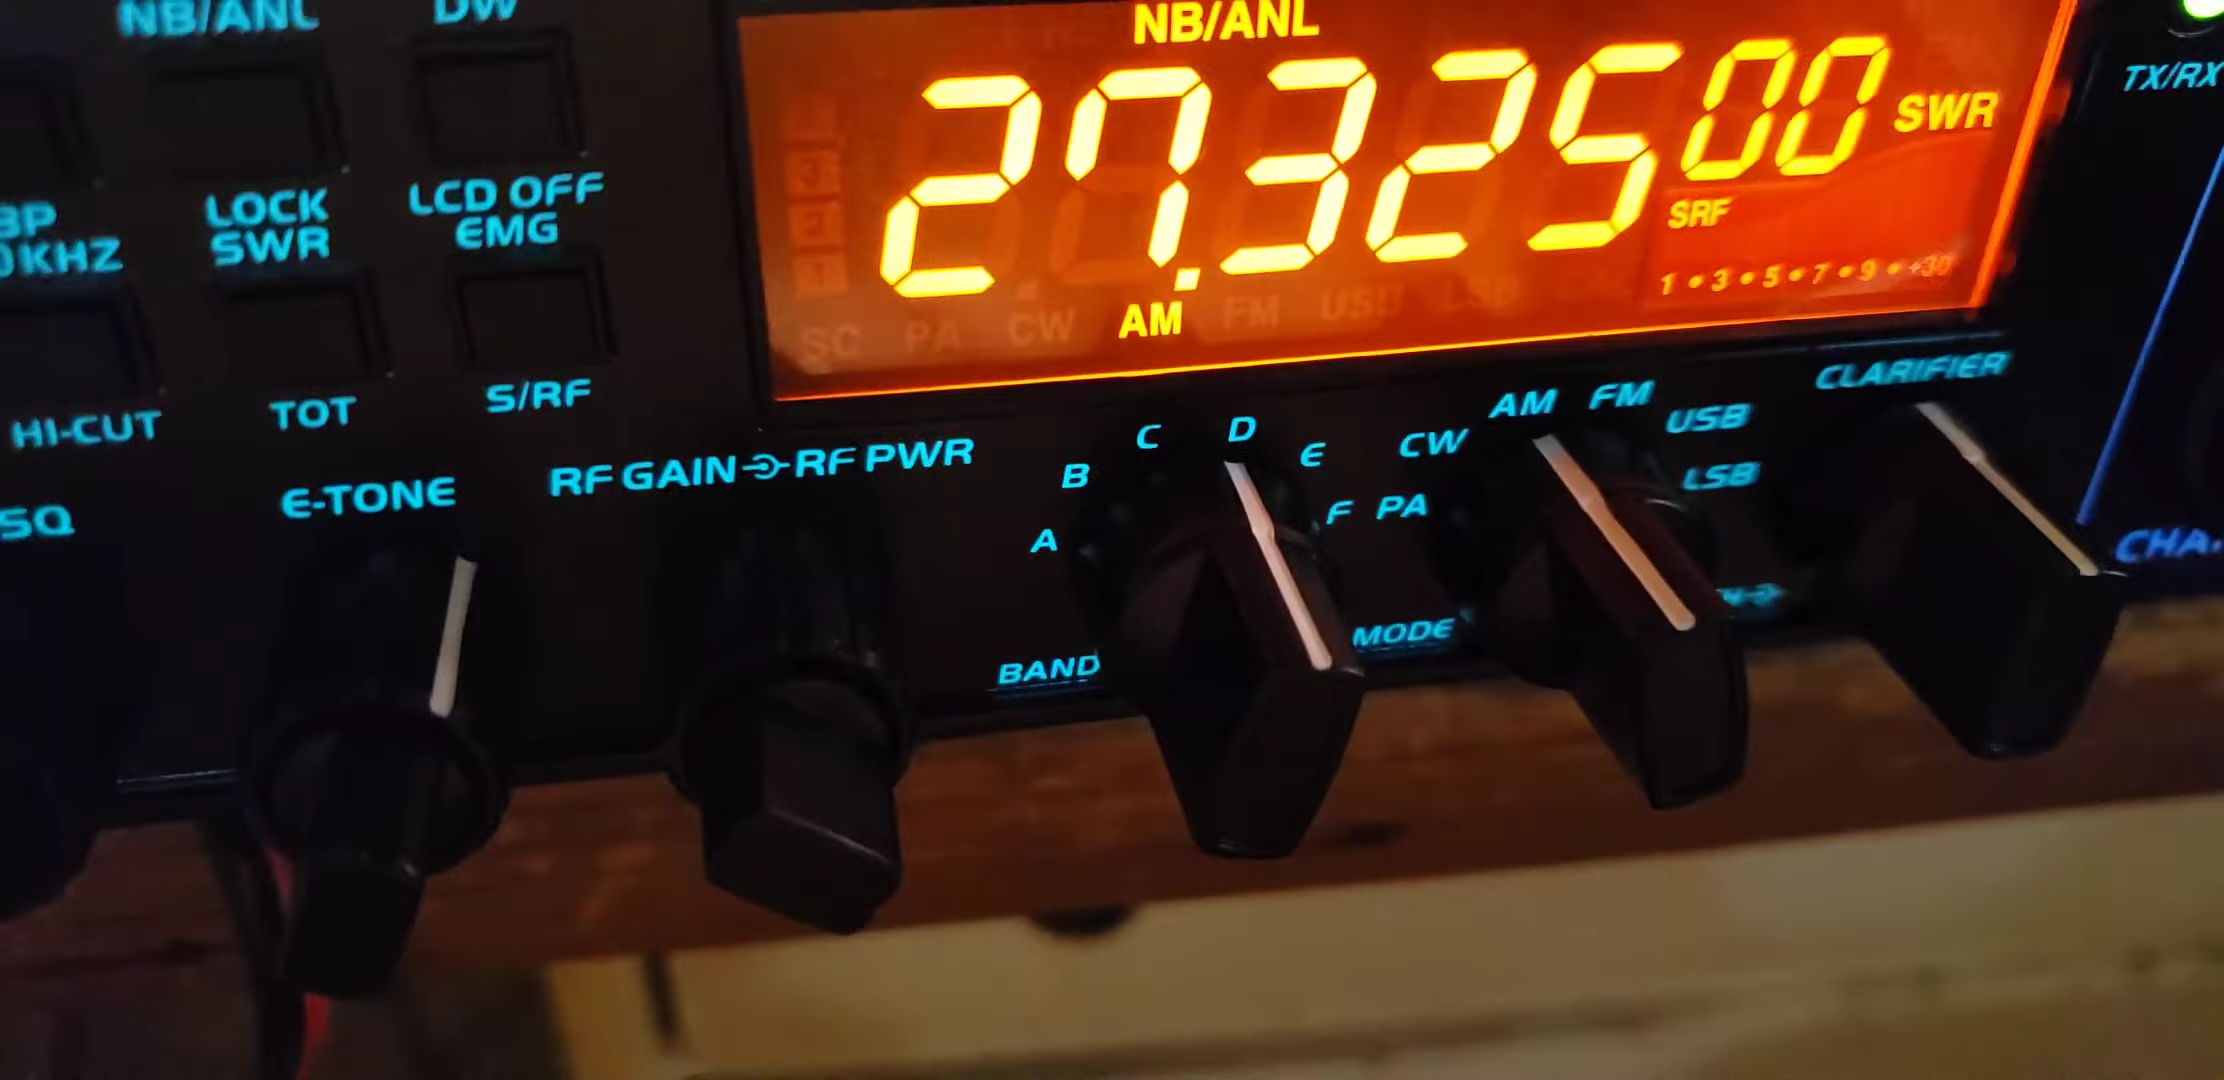 NB/ANL
DW
NB/ANL
27.32500
SWR
TX/RX
SRF
1 • 3 • 5 • 7 • 9 • +30
SC PA CW AM FM USB LSB
LOCK
SWR
LCD OFF
EMG
HI-CUT
TOT
S/RF
SQ
E-TONE
RF GAIN RF PWR
A
B
C
D
E
F
BAND
PA
CW
AM
FM
USB
LSB
MODE
CLARIFIER